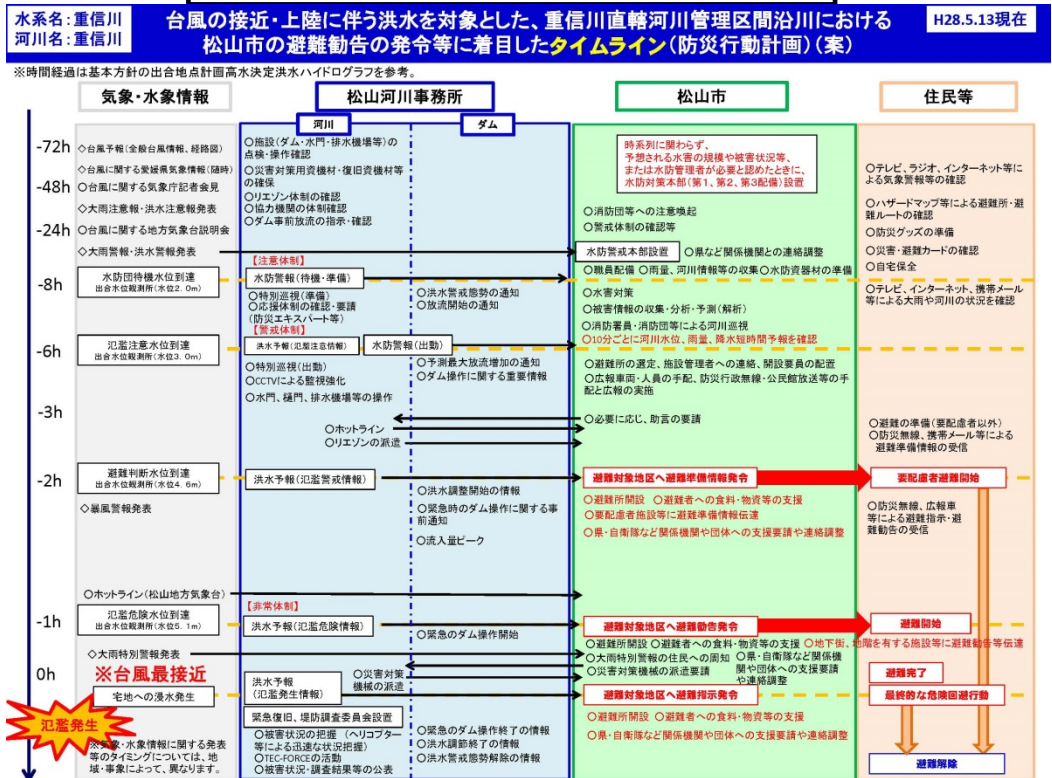 水系名：重信川
河川名：重信川
台風の接近・上陸に伴う洪水を対象とした、重信川直轄河川管理区間沿川における
松山市の避難勧告の発令等に着目したタイムライン（防災行動計画）（案）
H28.5.13現在
※時間経過は基本方針の出合地点計画高水決定洪水ハイドログラフを参考。
気象・水象情報
松山河川事務所
松山市
住民等
河川
ダム
-72h
-48h
-24h
-8h
-6h
-3h
-2h
-1h
0h
◇台風予報（全般台風情報、経路図）
◇台風に関する愛媛県気象情報（随時）
○台風に関する気象庁記者会見
◇大雨注意報・洪水注意報発表
○台風に関する地方気象台説明会
◇大雨警報・洪水警報発表
水防団待機水位到達
出合水位観測所（水位2.0m）
氾濫注意水位到達
出合水位観測所（水位3.0m）
避難判断水位到達
出合水位観測所（水位4.6m）
◇暴風警報発表
○ホットライン（松山地方気象台）
氾濫危険水位到達
出合水位観測所（水位5.1m）
◇大雨特別警報発表
※台風最接近
宅地への浸水発生
氾濫発生
※気象・水象情報に関する発表
等のタイミングについては、地
域・事象によって、異なります。
○施設（ダム・水門・排水機場等）の
点検・操作確認
○災害対策用資機材・復旧資機材等
の確保
○リエゾン体制の確認
○協力機関の体制確認
○ダム事前放流の指示・確認
【注意体制】
水防警報（待機・準備）
○特別巡視（準備）
○応援体制の確認・要請
（防災エキスパート等）
【警戒体制】
洪水予報（氾濫注意情報）
水防警報（出動）
○特別巡視（出動）
○CCTVによる監視強化
○水門、樋門、排水機場等の操作
○ホットライン
○リエゾンの派遣
洪水予報（氾濫警戒情報）
【非常体制】
洪水予報（氾濫危険情報）
○災害対策
機械の派遣
洪水予報
（氾濫発生情報）
緊急復旧、堤防調査委員会設置
○被害状況の把握（ヘリコプター
等による迅速な状況把握）
○TEC-FORCEの活動
○被害状況・調査結果等の公表
○洪水警戒態勢の通知
○放流開始の通知
○予測最大放流増加の通知
○ダム操作に関する重要情報
○洪水調整開始の情報
○緊急時のダム操作に関する事
前通知
○流入量ピーク
○緊急のダム操作開始
○緊急のダム操作終了の情報
○洪水調節終了の情報
○洪水警戒態勢解除の情報
時系列に関わらず、
予想される水害の規模や被害状況等、
または水防管理者が必要と認めたときに、
水防対策本部（第1、第2、第3配備）設置
○消防団等への注意喚起
○警戒体制の確認等
水防警戒本部設置
○県など関係機関との連絡調整
○職員配備 ○雨量、河川情報等の収集○水防資器材の準備
○水害対策
○被害情報の収集・分析・予測（解析）
○消防署員・消防団等による河川巡視
○10分ごとに河川水位、雨量、降水短時間予報を確認
○避難所の選定、施設管理者への連絡、開設要員の配置
○広報車両・人員の手配、防災行政無線・公民館放送等の手
配と広報の実施
○必要に応じ、助言の要請
避難対象地区へ避難準備情報発令
○避難所開設 ○避難者への食料・物資等の支援
○要配慮者施設等に避難準備情報伝達
○県・自衛隊など関係機関や団体への支援要請や連絡調整
避難対象地区へ避難勧告発令
○避難所開設 ○避難者への食料・物資等の支援 ○地下街、地階を有する施設等に避難勧告等伝達
○大雨特別警報の住民への周知
○災害対策機械の派遣要請
○県・自衛隊など関係機
関や団体への支援要請
や連絡調整
避難対象地区へ避難指示発令
○避難所開設 ○避難者への食料・物資等の支援
○県・自衛隊など関係機関や団体への支援要請や連絡調整
○テレビ、ラジオ、インターネット等に
よる気象警報等の確認
○ハザードマップ等による避難所・避
難ルートの確認
○防災グッズの準備
○災害・避難カードの確認
○自宅保全
○テレビ、インターネット、携帯メール
等による大雨や河川の状況を確認
○避難の準備（要配慮者以外）
○防災無線、携帯メール等による
避難準備情報の受信
要配慮者避難開始
○防災無線、広報車
等による避難指示・避
難勧告の受信
避難開始
避難完了
最終的な危険回避行動
避難解除